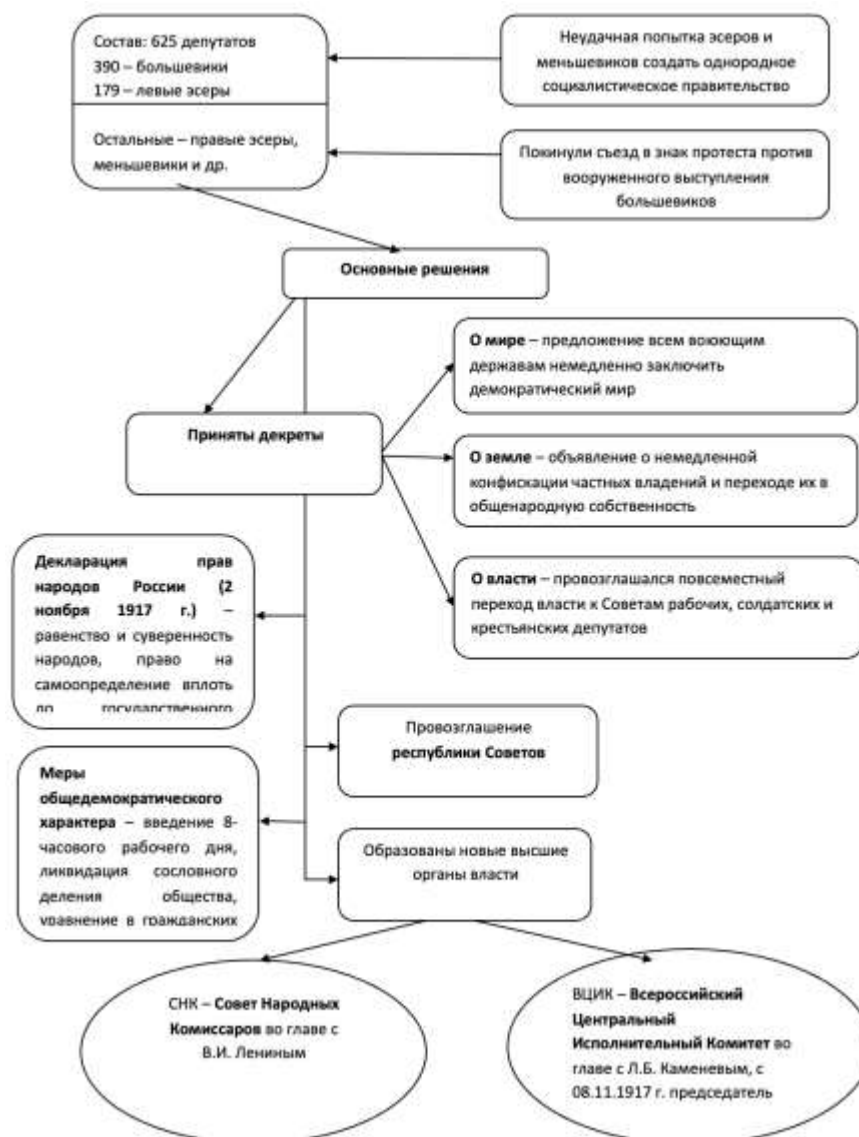 Состав: 625 депутатов
390 – большевики
179 – левые эсеры
Остальные – правые эсеры,
меньшевики и др.
Неудачная попытка эсеров и
меньшевиков создать однородное
социалистическое правительство
Покинули съезд в знак протеста против
вооруженного выступления
большевиков
Основные решения
Приняты декреты
О мире – предложение всем воюющим
державам немедленно заключить
демократический мир
О земле – объявление о немедленной
конфискации частных владений и переходе их в
общенародную собственность
О власти – провозглашался повсеместный
переход власти к Советам рабочих, солдатских и
крестьянских депутатов
Декларация прав
народов России (2
ноября 1917 г.) –
равенство и суверенность
народов, право на
самоопределение вплоть
до государственного
Провозглашение
республики Советов
Меры
общедемократического
характера – введение 8-
часового рабочего дня,
ликвидация сословного
деления общества,
уравнение в гражданских
Образованы новые высшие
органы власти
СНК – Совет Народных
Комиссаров во главе с
В.И. Лениным
ВЦИК – Всероссийский
Центральный
Исполнительный Комитет во
главе с Л.Б. Каменевым, с
08.11.1917 г. председатель